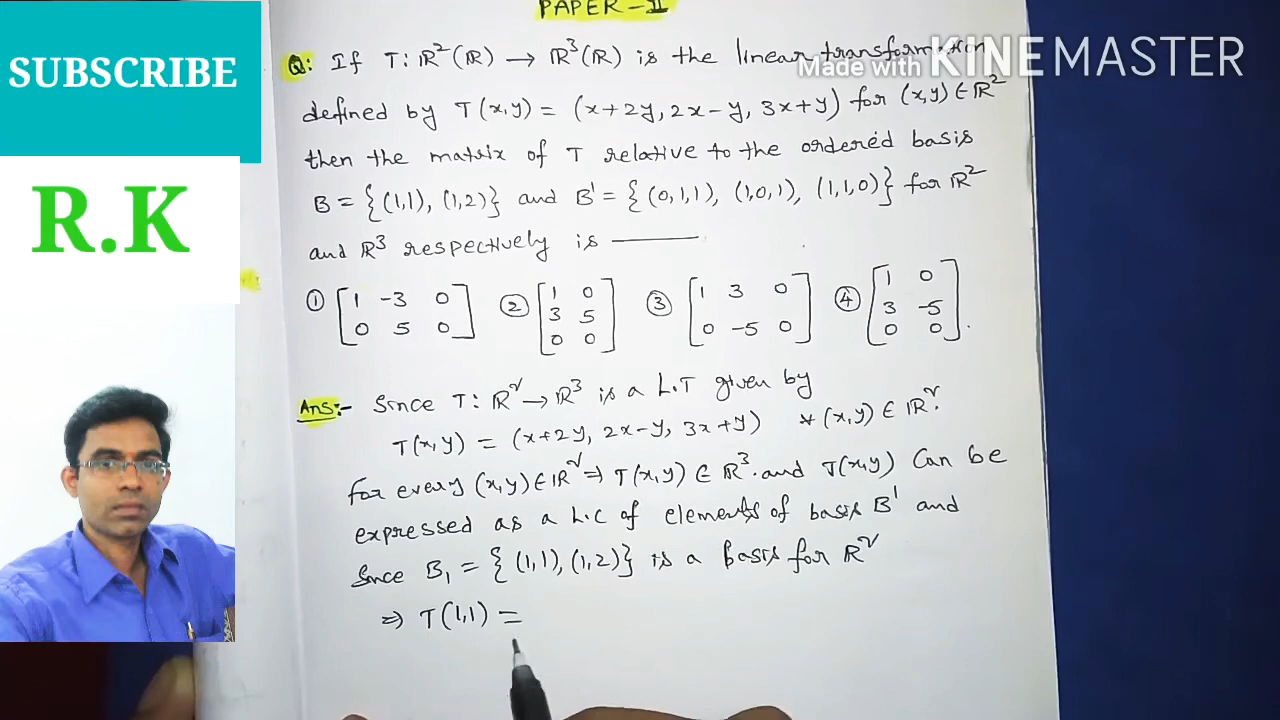 PAPER-II
SUBSCRIBE
R.K
Made with KINEMASTER
Q: If T: ℝ²(ℝ) → ℝ³(ℝ) is the linear transformation
defined by T(x,y) = (x+2y, 2x-y, 3x+y) for (x,y) ∈ ℝ²
then the matrix of T relative to the ordered basis
B = {(1,1), (1,2)} and B' = {(0,1,1), (1,0,1), (1,1,0)} for ℝ²
and ℝ³ respectively is ———
① [1 -3 0 ② [1 0 ③ [1 3 0 ④ [1 0
0 5 0] 3 5 0 -5 0] 3 -5
0 0] 0 0].
Ans:- Since T: ℝ² → ℝ³ is a L.T given by
T(x,y) = (x+2y, 2x-y, 3x+y) ∀ (x,y) ∈ ℝ².
for every (x,y) ∈ ℝ² ⇒ T(x,y) ∈ ℝ³. and T(x,y) Can be
expressed as a L.C of elements of basis B' and
Since B₁ = {(1,1), (1,2)} is a basis for ℝ²
⇒ T(1,1) =